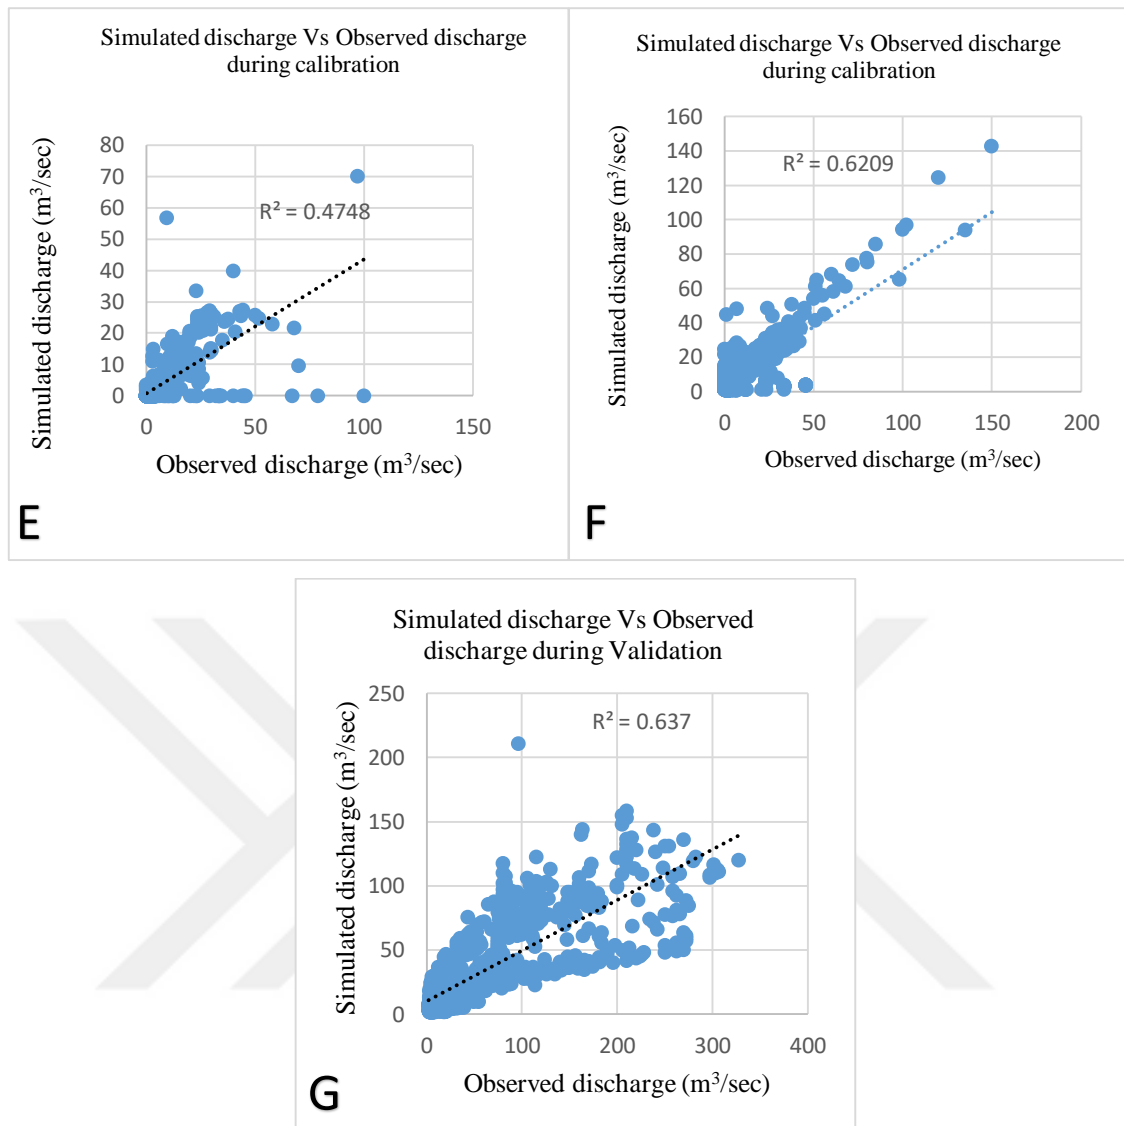 Simulated discharge Vs Observed discharge
during calibration
Simulated discharge (m³/sec)
80
70
60
50
40
30
20
10
0
R² = 0.4748
0
50
100
150
Observed discharge (m³/sec)
E
Simulated discharge Vs Observed discharge
during calibration
Simulated discharge (m³/sec)
160
140
120
100
80
60
40
20
0
R² = 0.6209
0
50
100
150
200
Observed discharge (m³/sec)
F
Simulated discharge Vs Observed
discharge during Validation
Simulated discharge (m³/sec)
250
200
150
100
50
0
R² = 0.637
0
100
200
300
400
Observed discharge (m³/sec)
G